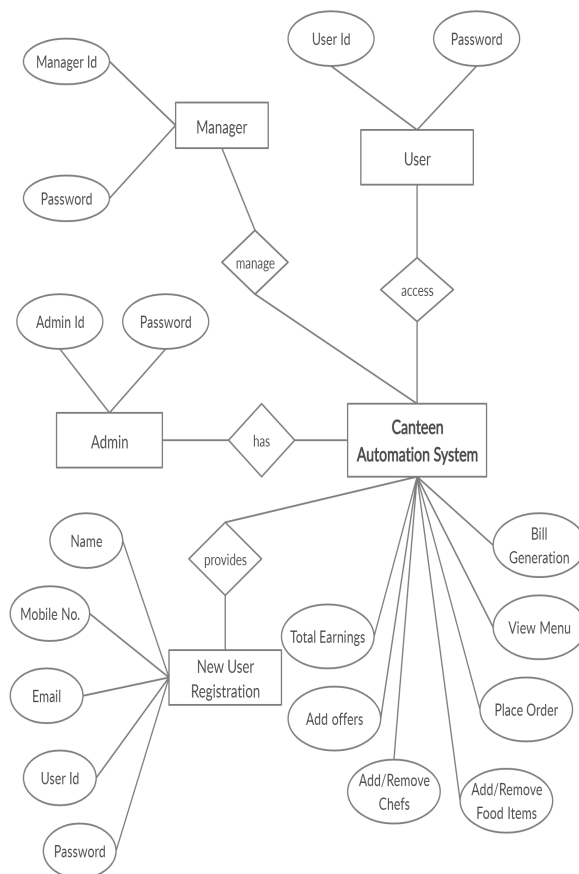 User Id
Password
Manager Id
Manager
User
Password
manage
access
Admin Id
Password
Admin
has
Canteen
Automation System
Name
Bill
Generation
provides
Mobile No.
Total Earnings
View Menu
New User
Registration
Email
Add offers
Place Order
User Id
Add/Remove
Chefs
Add/Remove
Food Items
Password